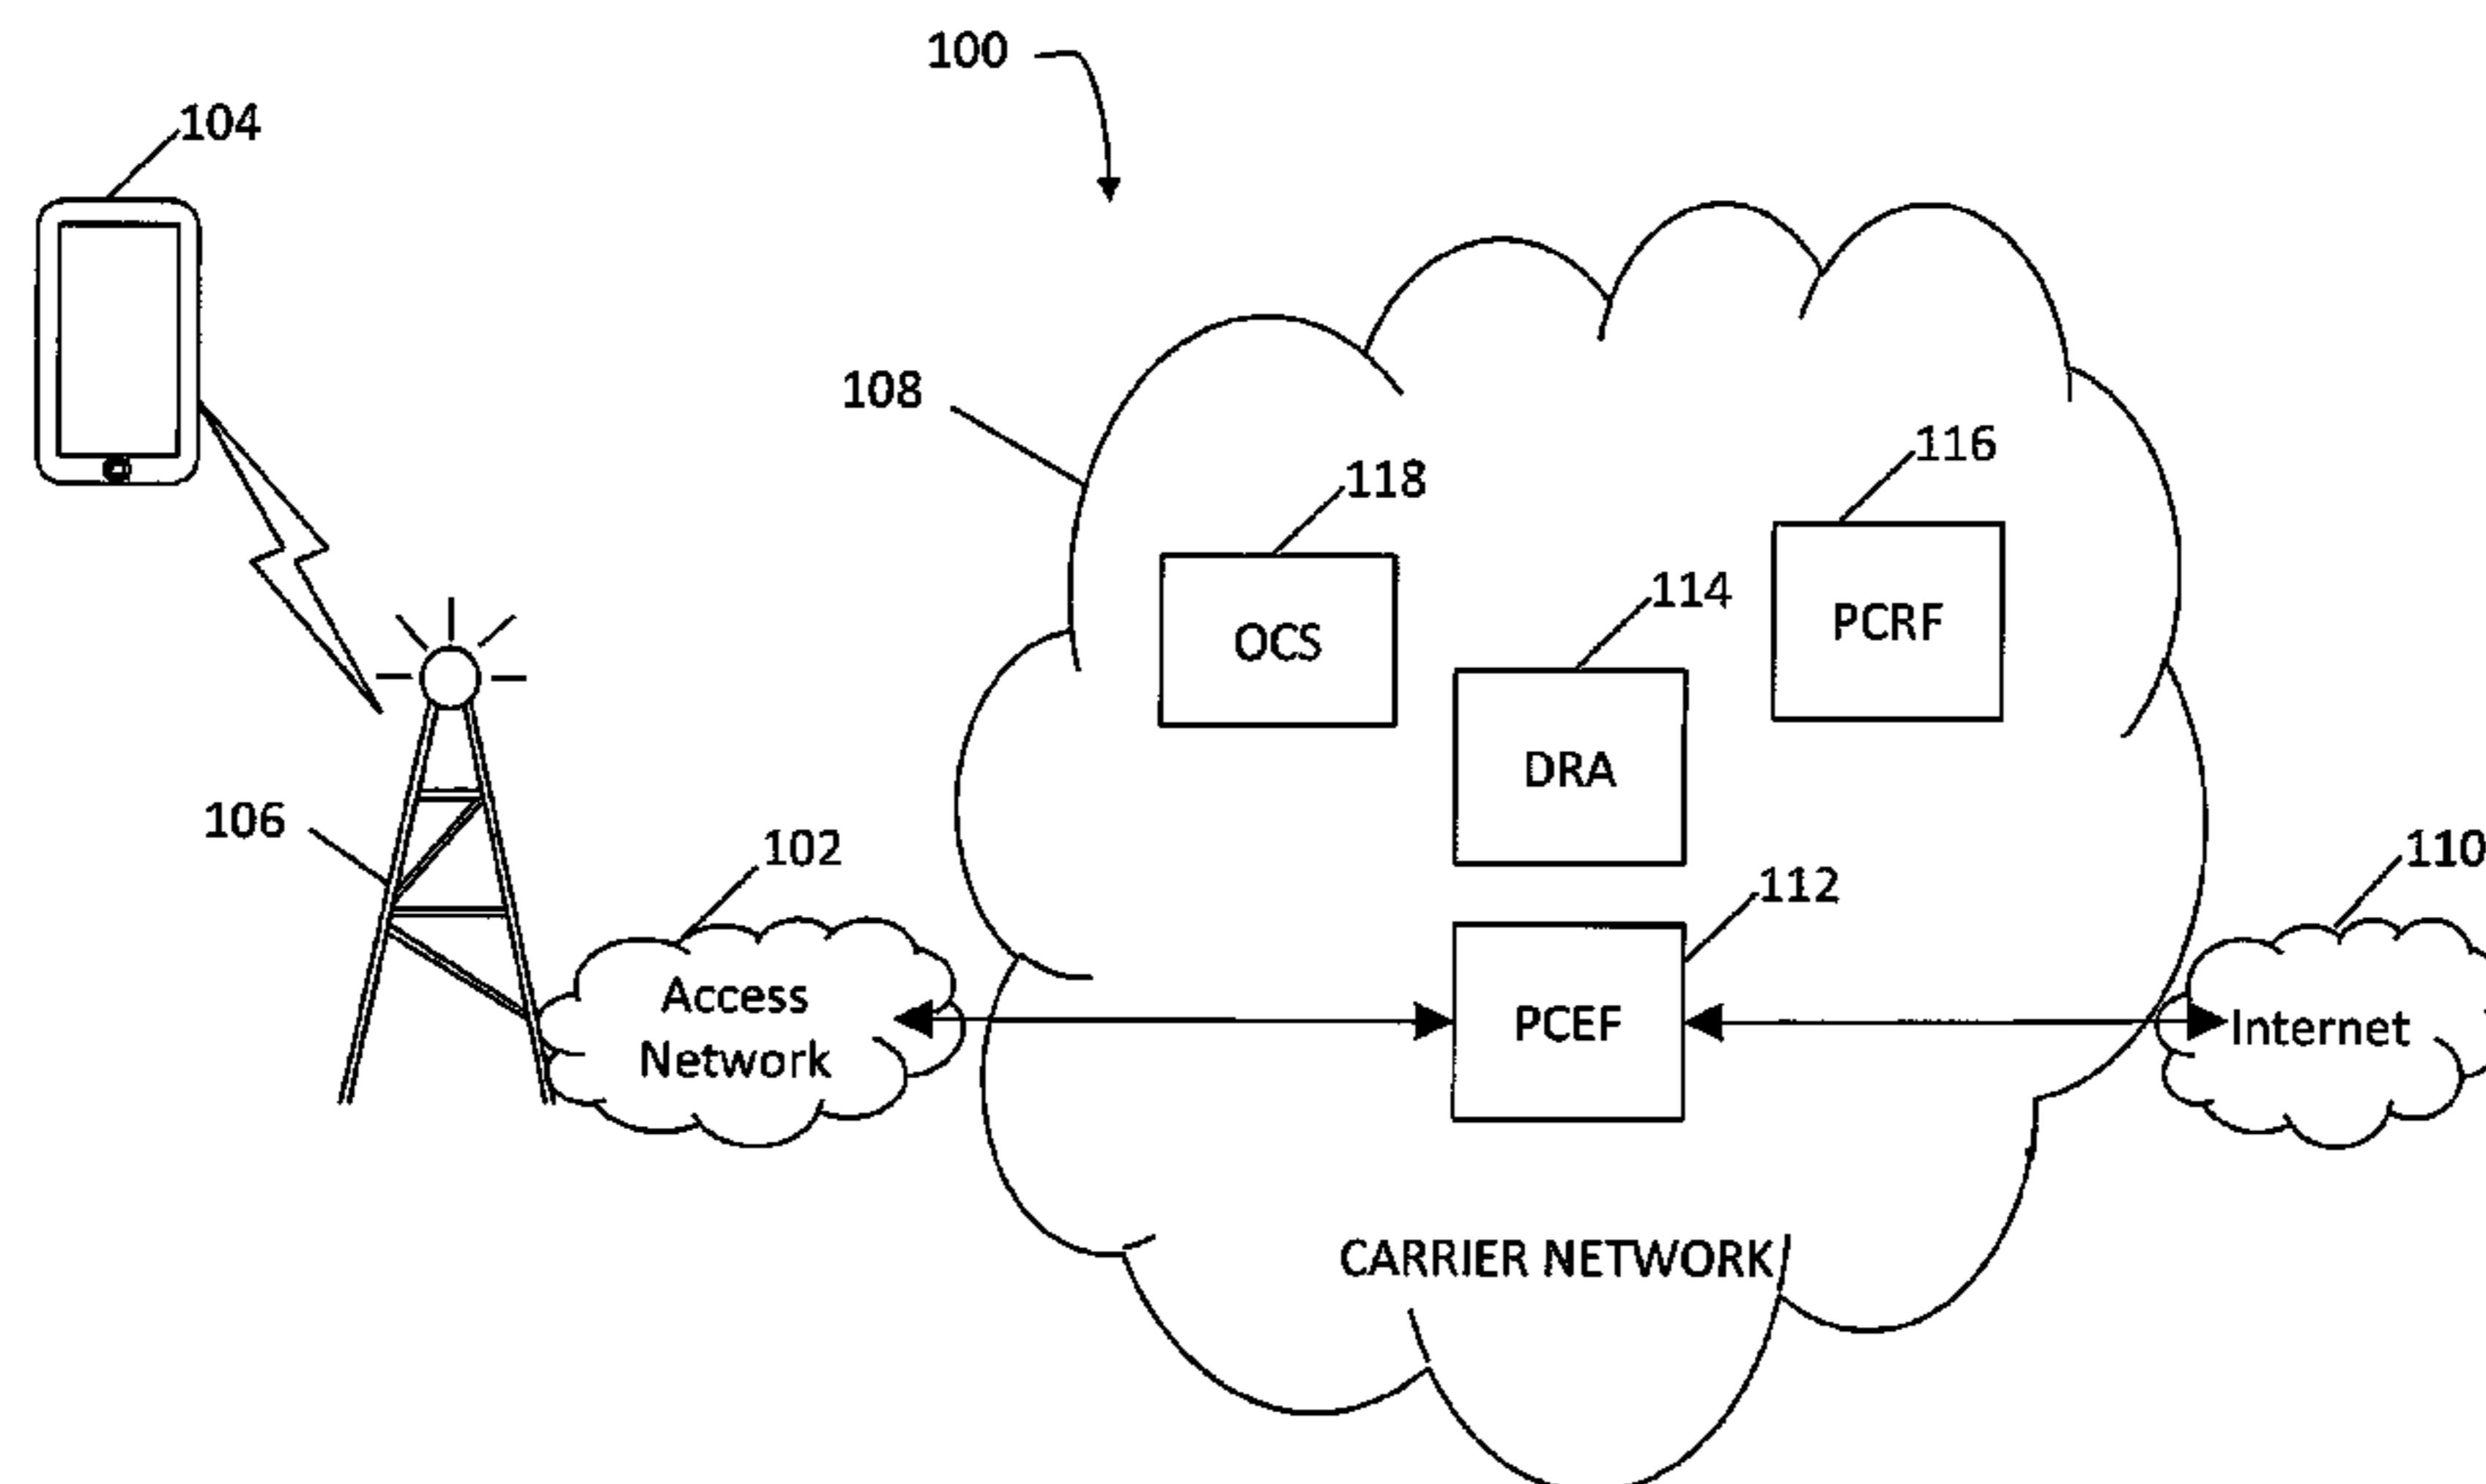 100
104
108
116
118
114
PCRF
OCS
DRA
106
102
110
112
Access
Network
PCEF
Internet
CARRIER NETWORK